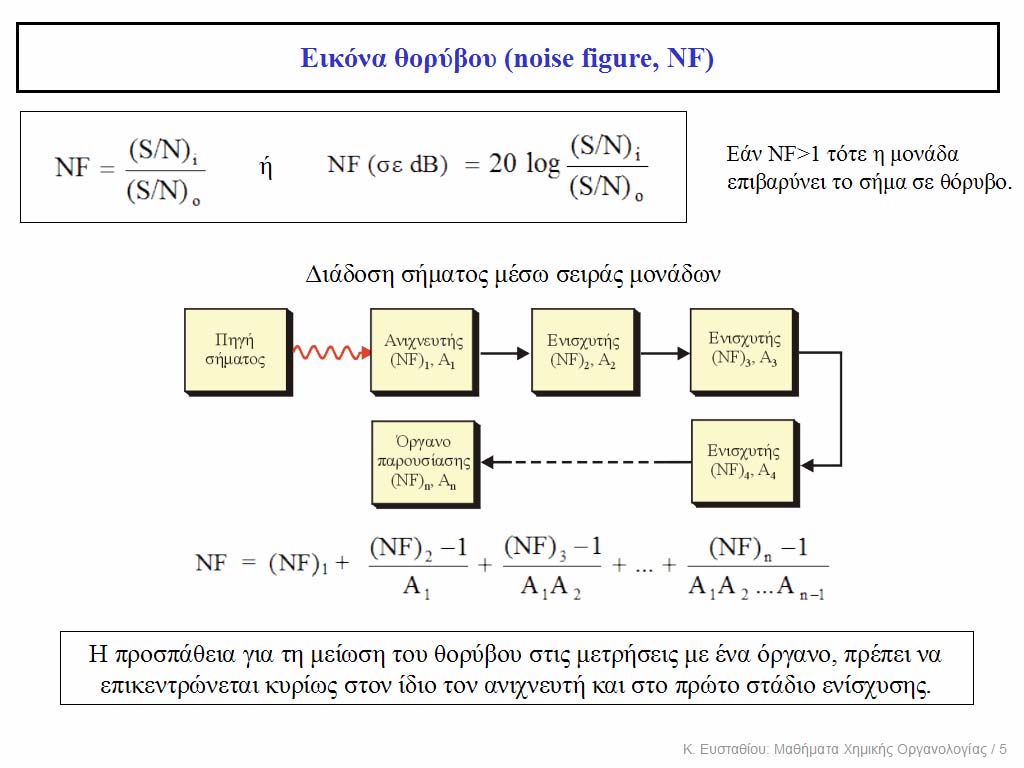 Εικόνα θορύβου (noise figure, NF)
NF = (S/N)i / (S/N)o ή NF (σε dB) = 20 log (S/N)i / (S/N)o
Εάν NF>1 τότε η μονάδα
επιβαρύνει το σήμα σε θόρυβο.
Διάδοση σήματος μέσω σειράς μονάδων
Πηγή
σήματος
Ανιχνευτής
(NF)1, A1
Ενισχυτής
(NF)2, A2
Ενισχυτής
(NF)3, A3
Ενισχυτής
(NF)4, A4
Όργανο
παρουσίασης
(NF)n, An
NF = (NF)1 + (NF)2 −1 / A1 + (NF)3 −1 / A1A2 + ... + (NF)n −1 / A1A2 ...An−1
Η προσπάθεια για τη μείωση του θορύβου στις μετρήσεις με ένα όργανο, πρέπει να
επικεντρώνεται κυρίως στον ίδιο τον ανιχνευτή και στο πρώτο στάδιο ενίσχυσης.
Κ. Ευσταθίου: Μαθήματα Χημικής Οργανολογίας / 5